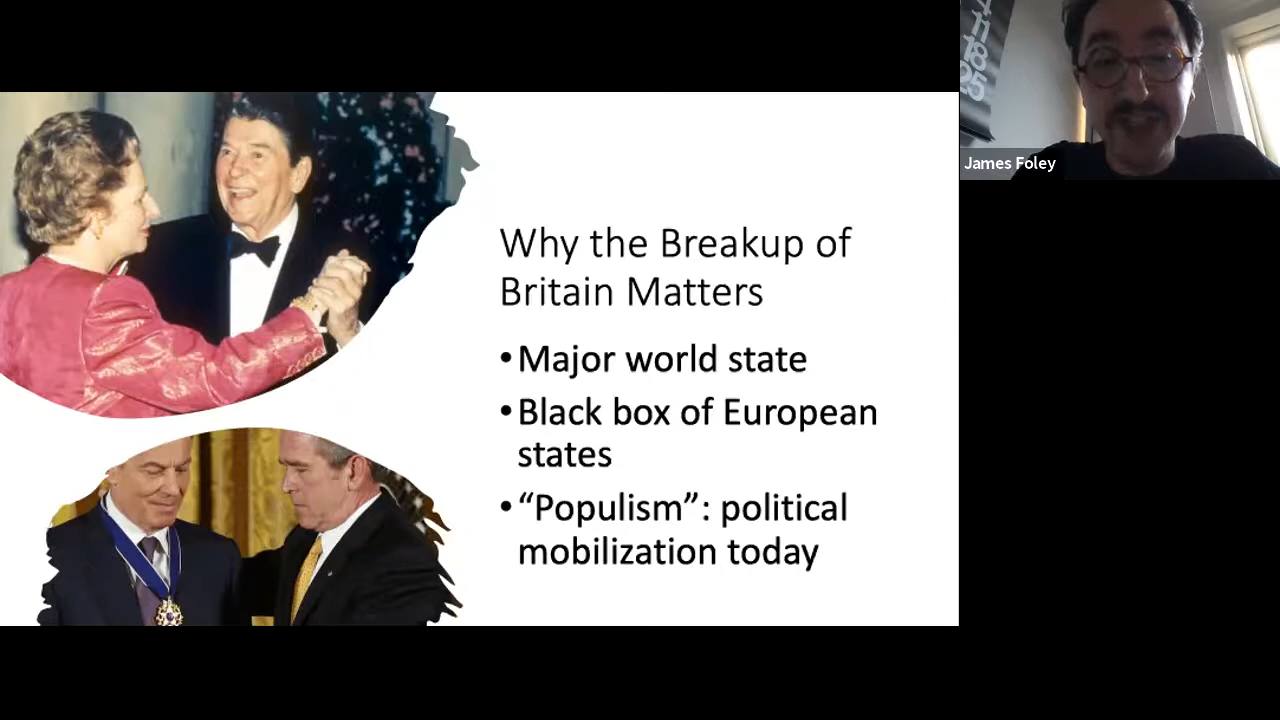 Why the Breakup of
Britain Matters
•Major world state
•Black box of European
states
•“Populism”: political
mobilization today
James Foley